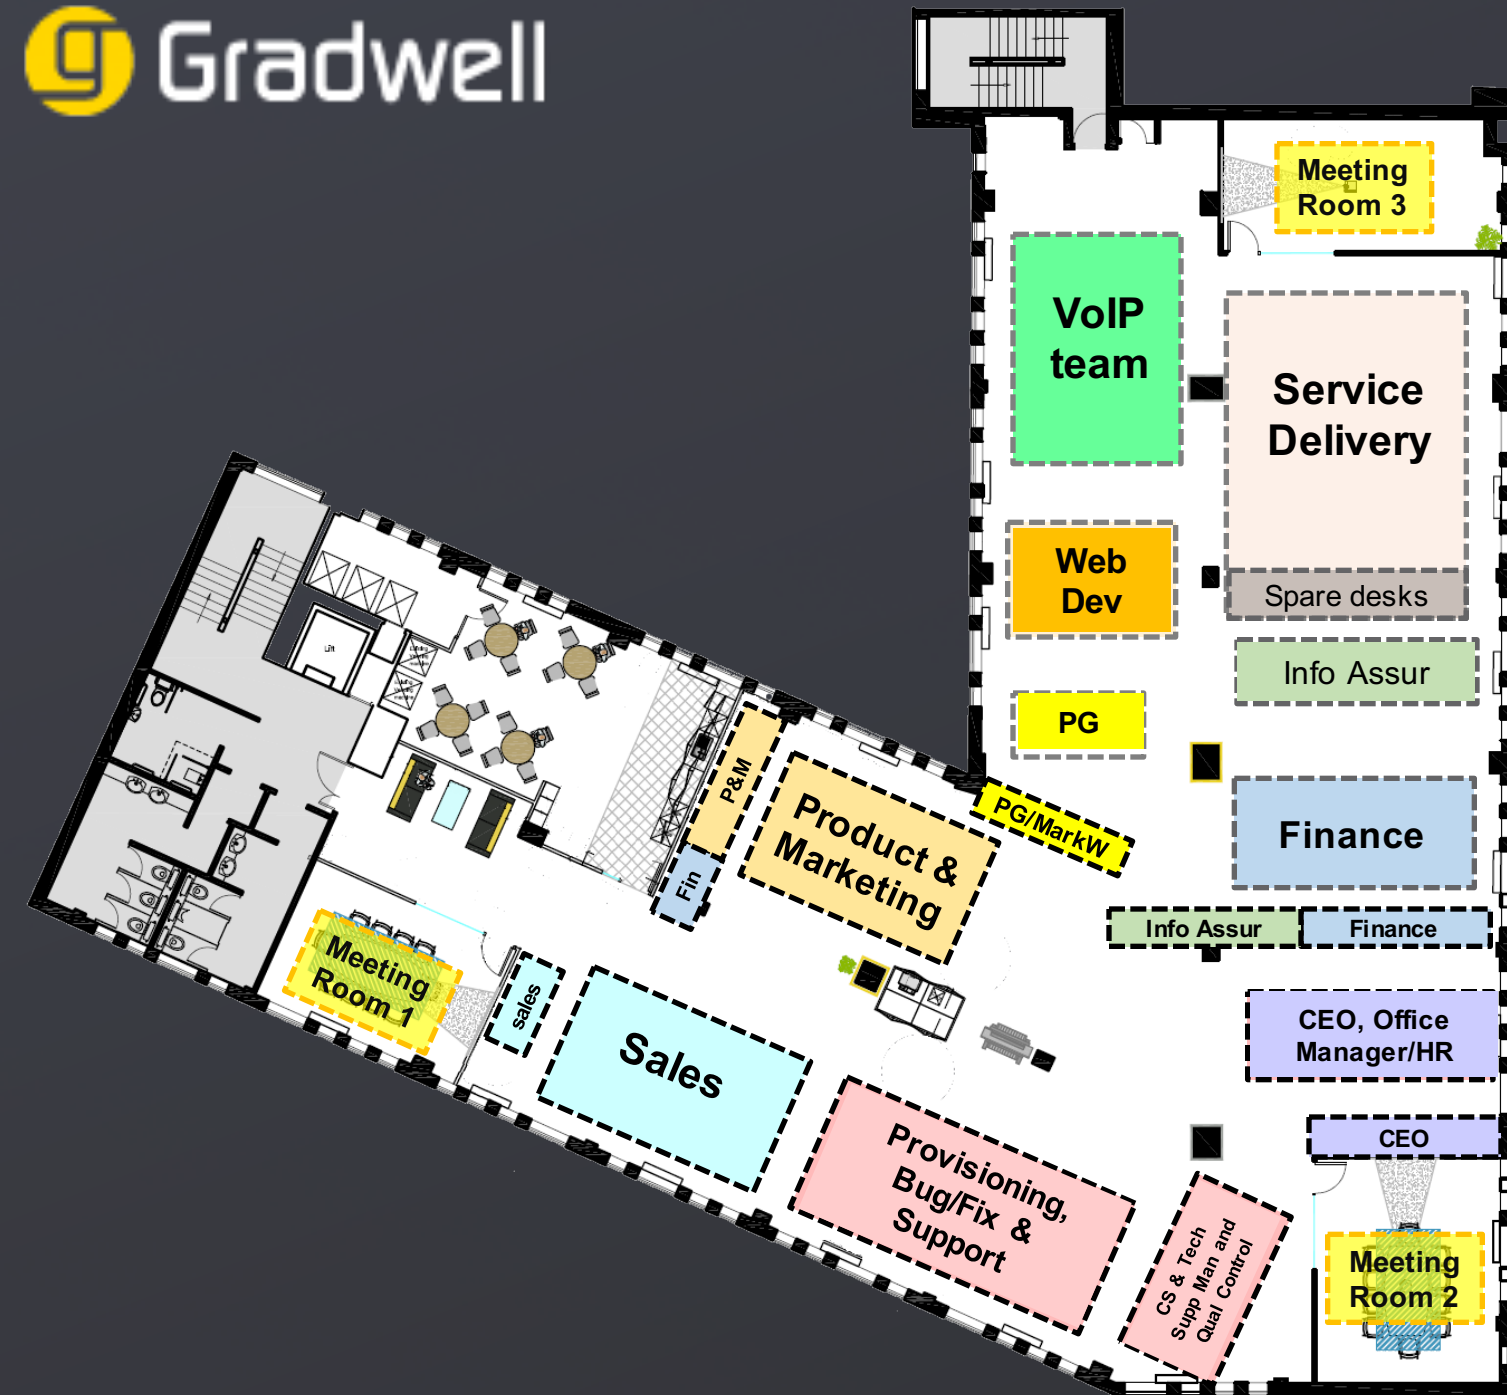 Gradwell
Meeting
Room 3
VoIP
team
Service
Delivery
Web
Dev
Spare desks
Info Assur
Lift
PG
P&M
Product &
Marketing
PG/MarkW
Finance
Fin
Info Assur
Finance
Meeting
Room 1
sales
Sales
CEO, Office
Manager/HR
Provisioning,
Bug/Fix &
Support
CEO
CS & Tech
Supp Man and
Qual Control
Meeting
Room 2